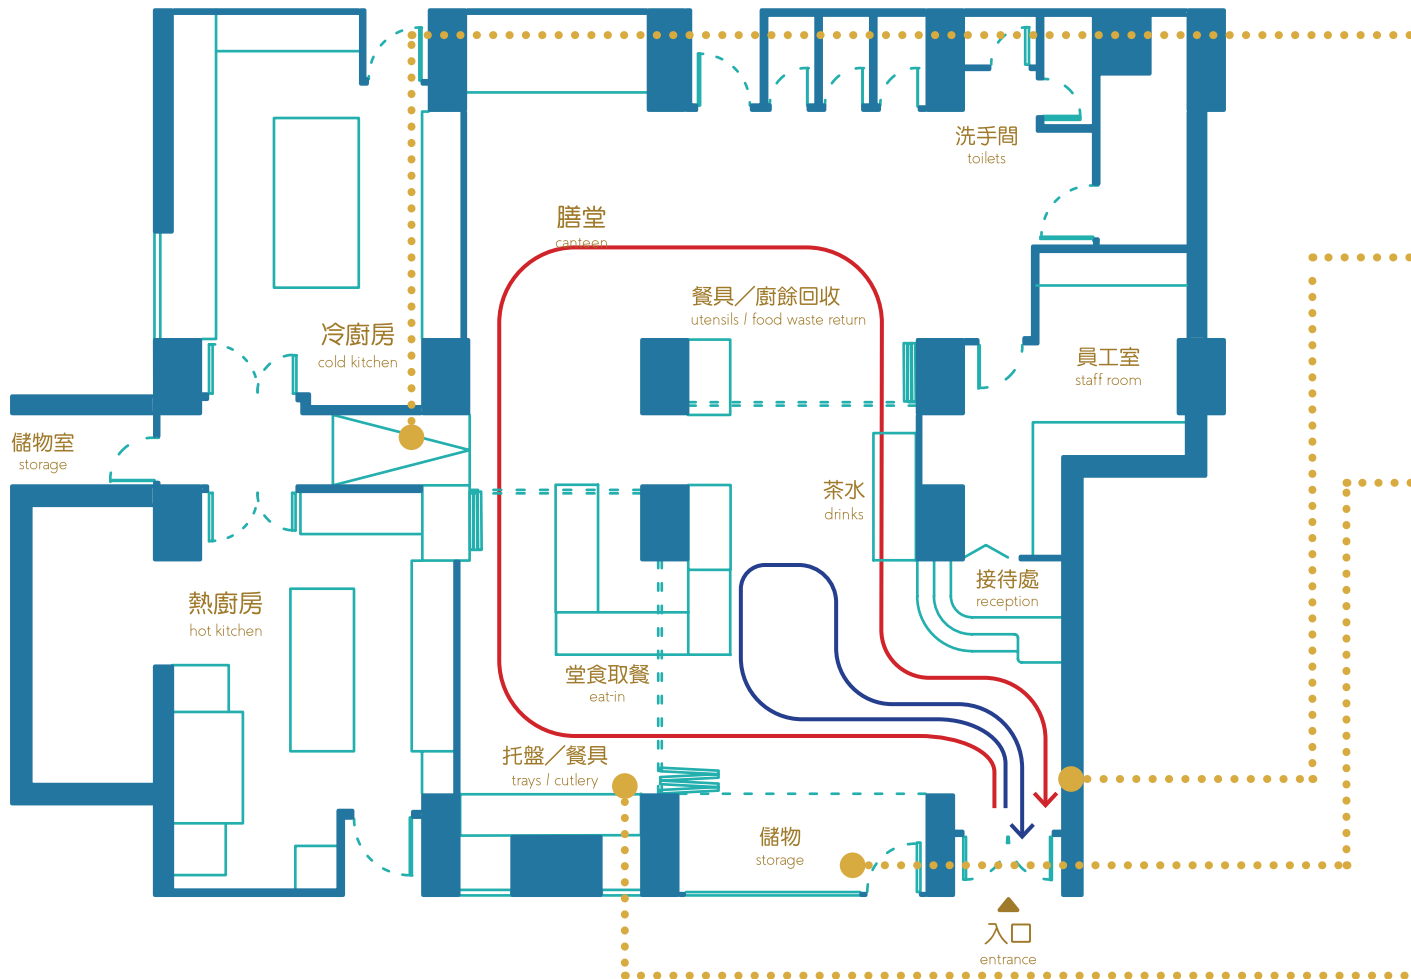 洗手間
toilets
膳堂
canteen
餐具／廚餘回收
utensils / food waste return
冷廚房
cold kitchen
員工室
staff room
儲物室
storage
茶水
drinks
接待處
reception
熱廚房
hot kitchen
堂食取餐
eat-in
托盤／餐具
trays / cutlery
儲物
storage
入口
entrance